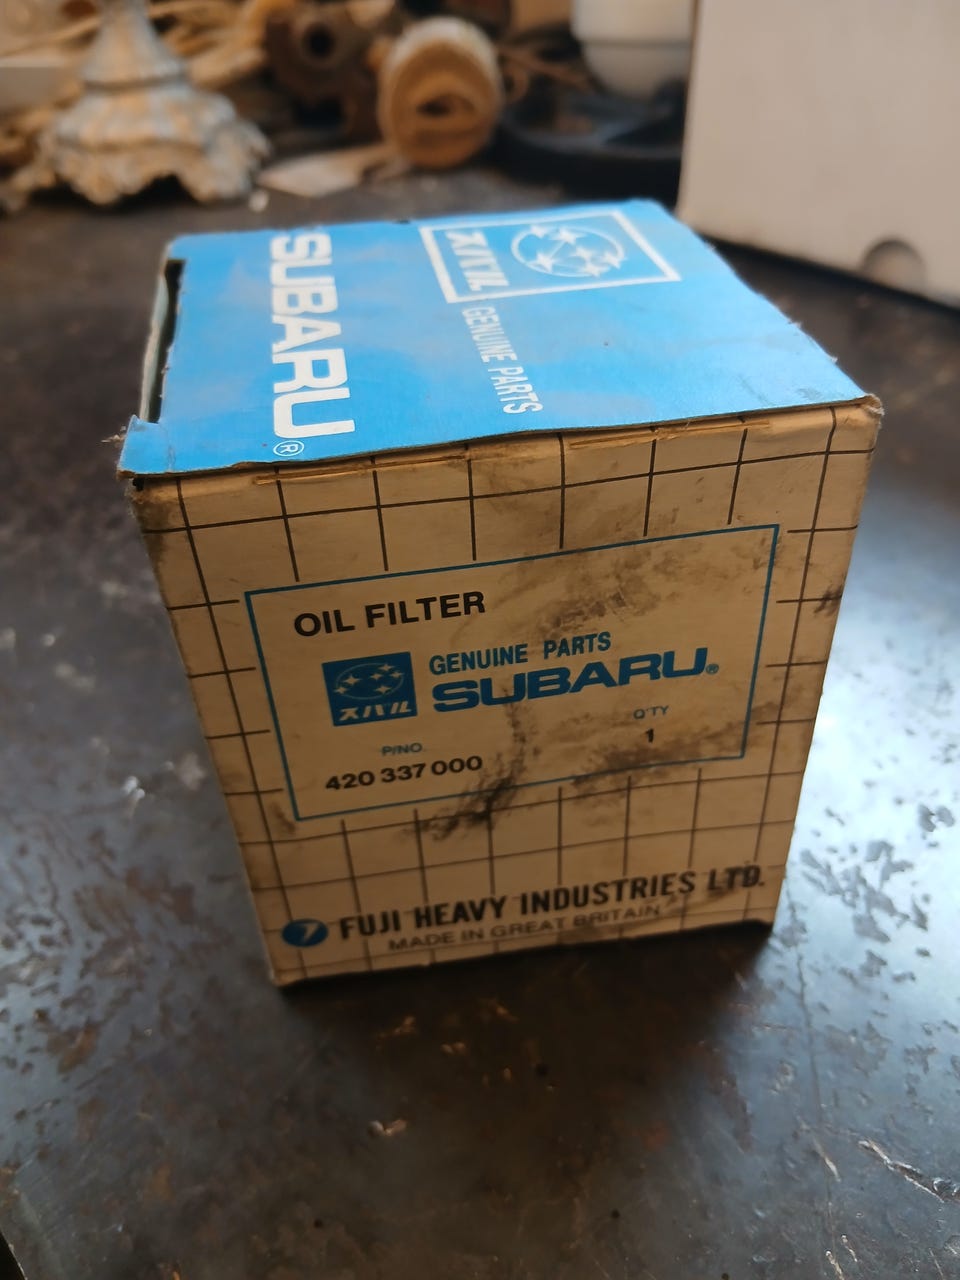 SUBARU®
スバル
GENUINE PARTS
OIL FILTER
スバル
GENUINE PARTS
SUBARU®
P/NO.
420 337 000
Q'TY
1
FUJI HEAVY INDUSTRIES LTD.
MADE IN GREAT BRITAIN